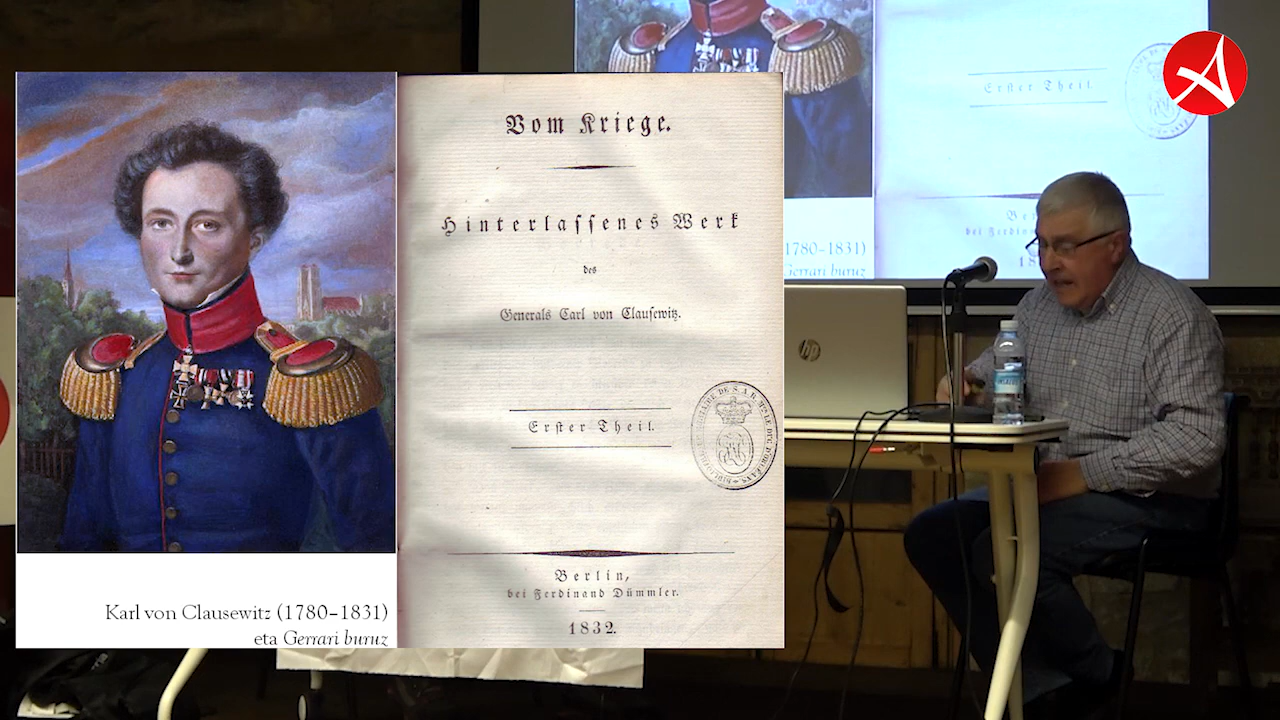 Vom Kriege.
Hinterlassenes Werk
des
Generals Carl von Clausewitz.
Erster Theil.
Berlin,
bei Ferdinand Dümmler.
1832.
Karl von Clausewitz (1780–1831)
eta Gerrari buruz
Erster Theil.
1780–1831)
Gerrari buruz
hp